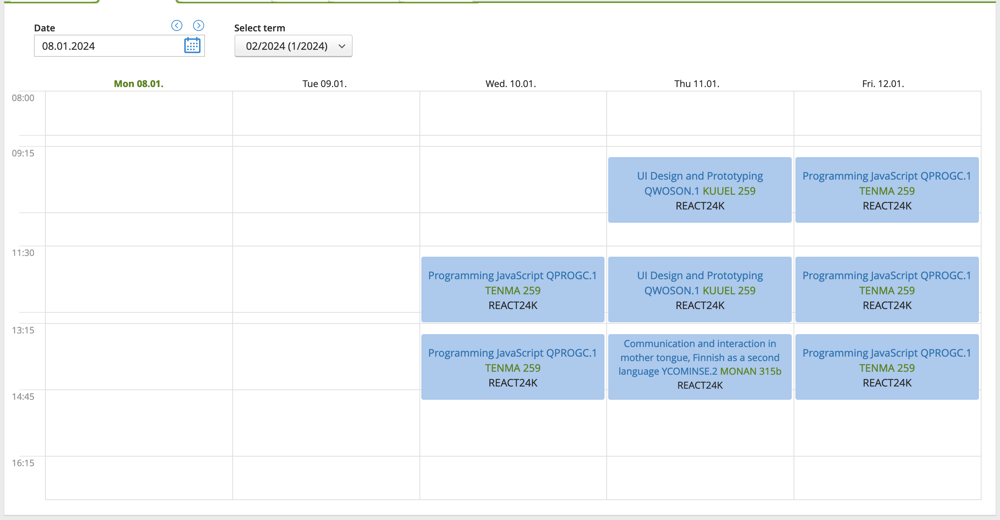 Date
08.01.2024
Select term
02/2024 (1/2024)
Mon 08.01.
Tue 09.01.
Wed. 10.01.
Thu 11.01.
Fri. 12.01.
08:00
09:15
UI Design and Prototyping
QWOSON.1 KUUEL 259
REACT24K
Programming JavaScript QPROGC.1
TENMA 259
REACT24K
11:30
Programming JavaScript QPROGC.1
TENMA 259
REACT24K
UI Design and Prototyping
QWOSON.1 KUUEL 259
REACT24K
Programming JavaScript QPROGC.1
TENMA 259
REACT24K
13:15
Programming JavaScript QPROGC.1
TENMA 259
REACT24K
Communication and interaction in
mother tongue, Finnish as a second
language YCOMINSE.2 MONAN 315b
REACT24K
Programming JavaScript QPROGC.1
TENMA 259
REACT24K
14:45
16:15